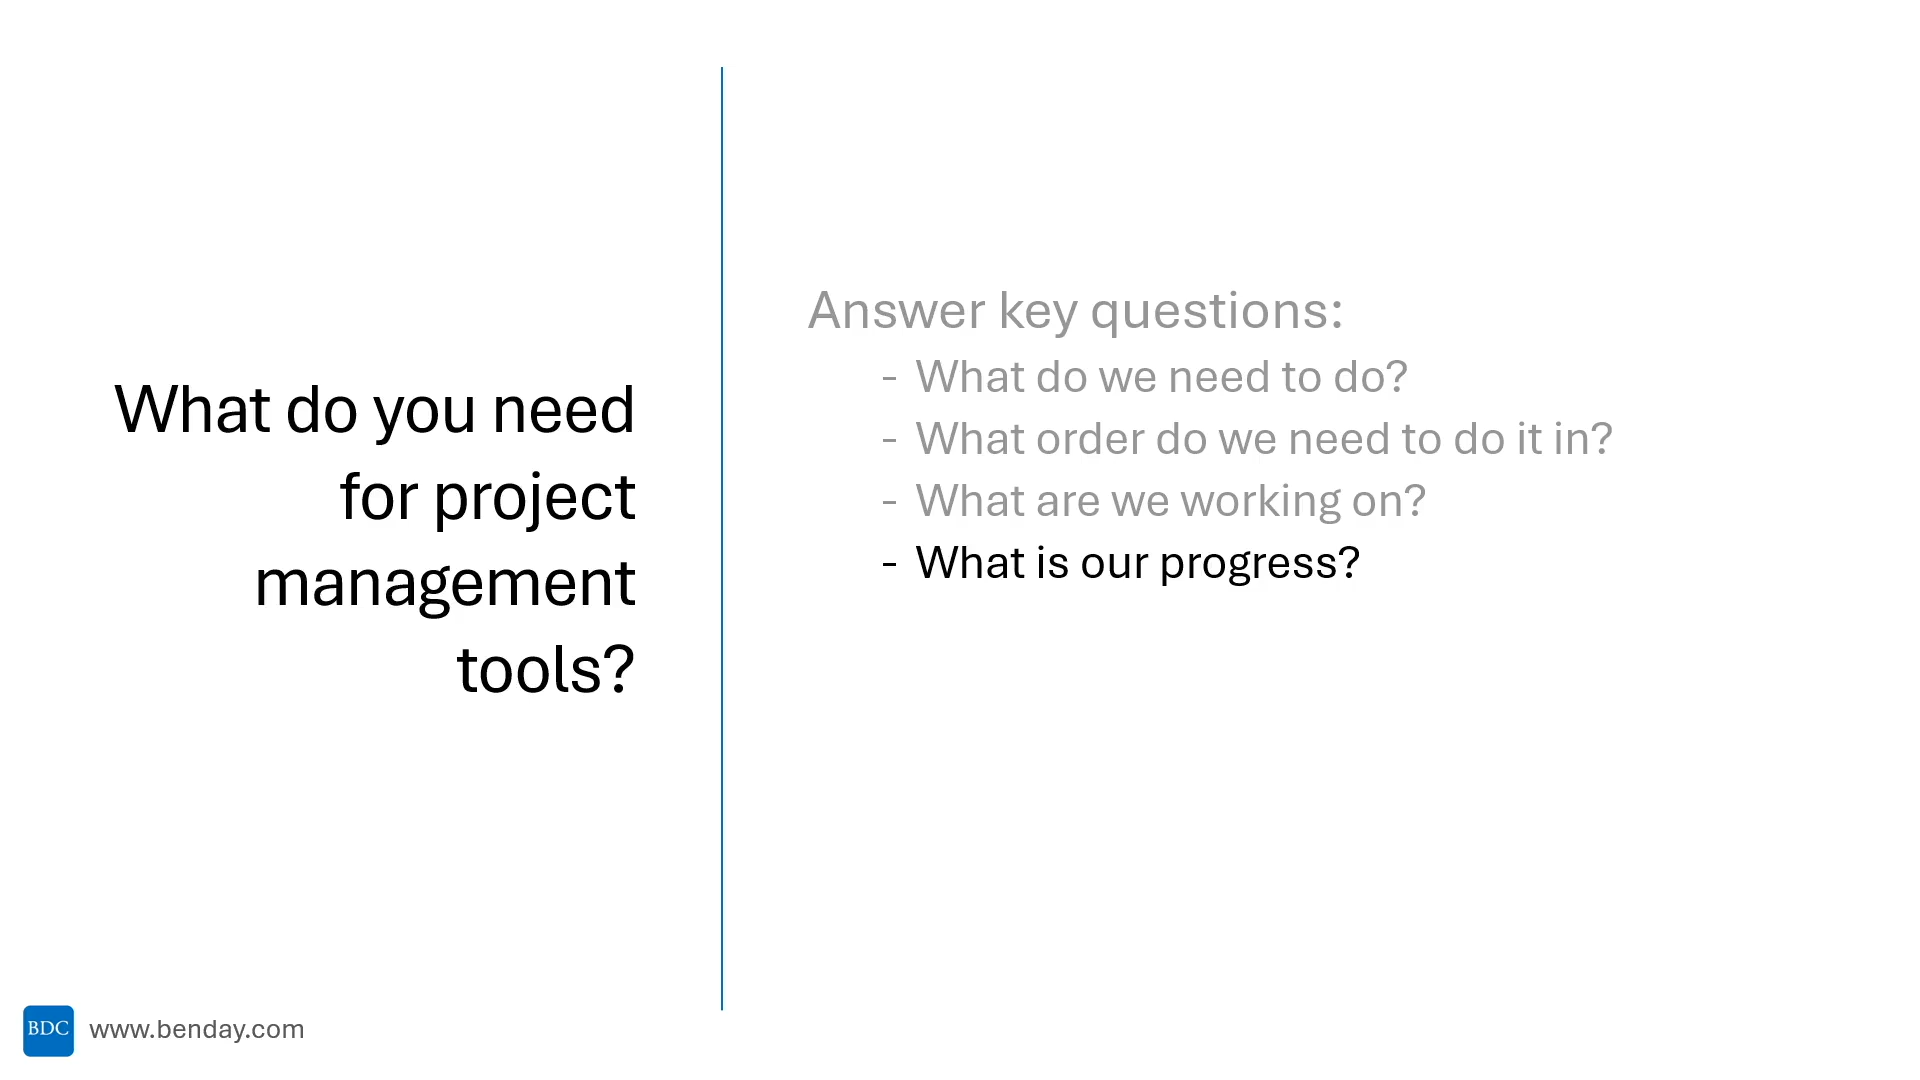 What do you need
for project
management
tools?
Answer key questions:
- What do we need to do?
- What order do we need to do it in?
- What are we working on?
- What is our progress?
BDC
www.benday.com